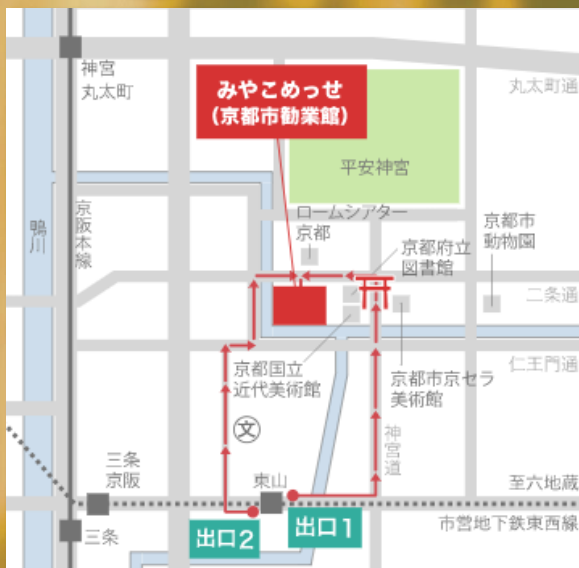 神宮
丸太町
みやこめっせ
(京都市勧業館)
丸太町通
平安神宮
鴨川
京阪本線
ロームシアター
京都
京都府立
図書館
京都市
動物園
二条通
京都国立
近代美術館
京都市京セラ
美術館
仁王門通
文
神宮道
三条
京阪
東山
至六地蔵
市営地下鉄東西線
三条
出口2
出口1